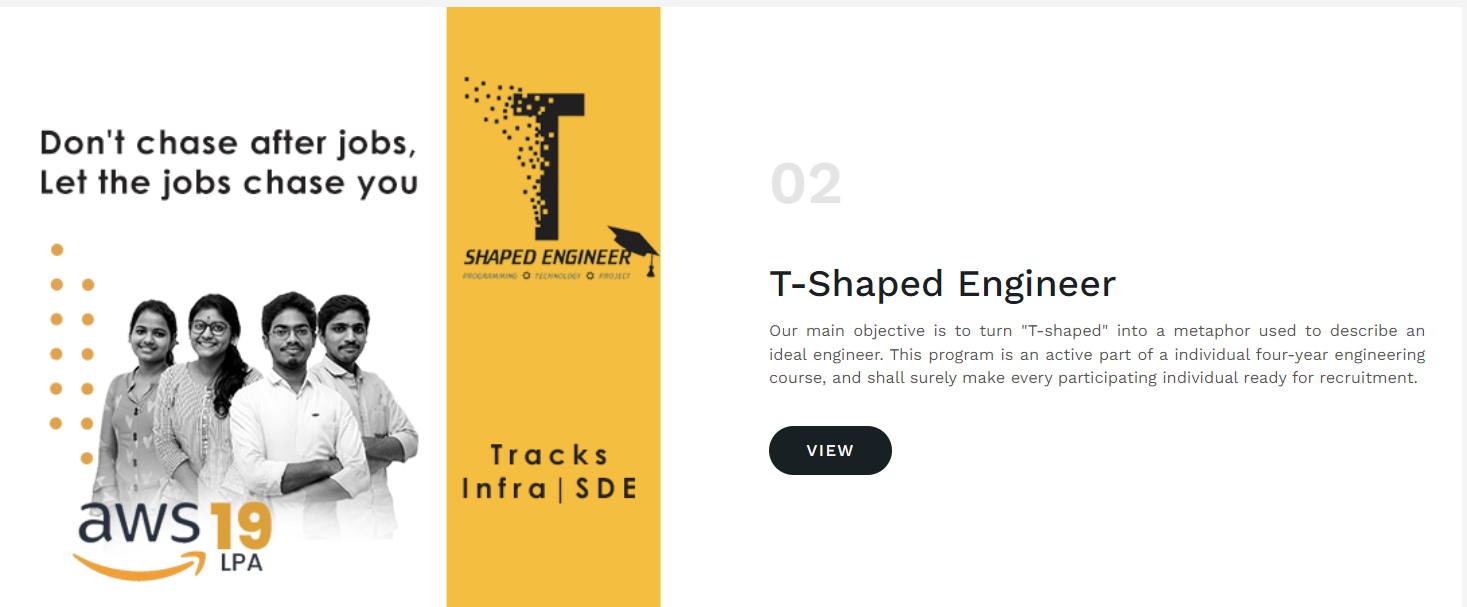 Don't chase after jobs,
Let the jobs chase you
aws 19
LPA
T
SHAPED ENGINEER
PROGRAMMING TECHNOLOGY PROJECT
Tracks
Infra|SDE
02
T-Shaped Engineer
Our main objective is to turn "T-shaped" into a metaphor used to describe an
ideal engineer. This program is an active part of a individual four-year engineering
course, and shall surely make every participating individual ready for recruitment.
VIEW